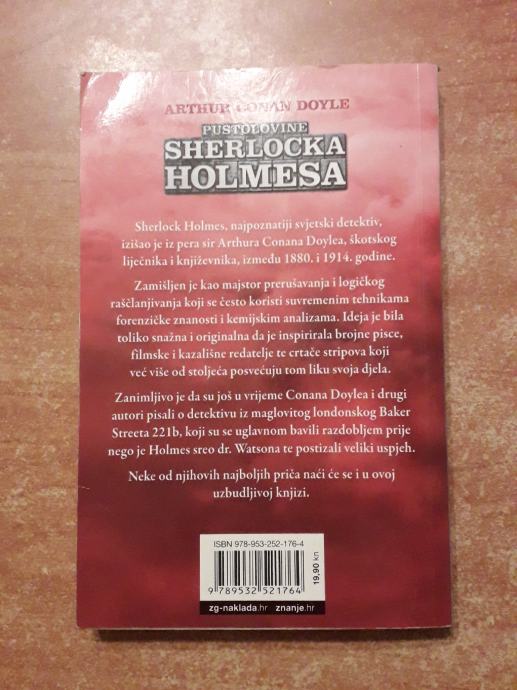 ARTHUR CONAN DOYLE
PUSTOLOVINE
SHERLOCKA
HOLMESA
Sherlock Holmes, najpoznatiji svjetski detektiv,
izišao je iz pera sir Arthura Conana Doylea, škotskog
liječnika i književnika, između 1880. i 1914. godine.
Zamišljen je kao majstor prerušavanja i logičkog
raščlanjivanja koji se često koristi suvremenim tehnikama
forenzičke znanosti i kemijskim analizama. Ideja je bila
toliko snažna i originalna da je inspirirala brojne pisce,
filmske i kazališne redatelje te crtače stripova koji
već više od stoljeća posvećuju tom liku svoja djela.
Zanimljivo je da su još u vrijeme Conana Doylea i drugi
autori pisali o detektivu iz maglovitog londonskog Baker
Streeta 221b, koji su se uglavnom bavili razdobljem prije
nego je Holmes sreo dr. Watsona te postizali veliki uspjeh.
Neke od njihovih najboljih priča naći će se i u ovoj
uzbudljivoj knjizi.
ISBN 978-953-252-176-4
9 789532 521764
19,90 kn
zg-naklada.hr znanje.hr